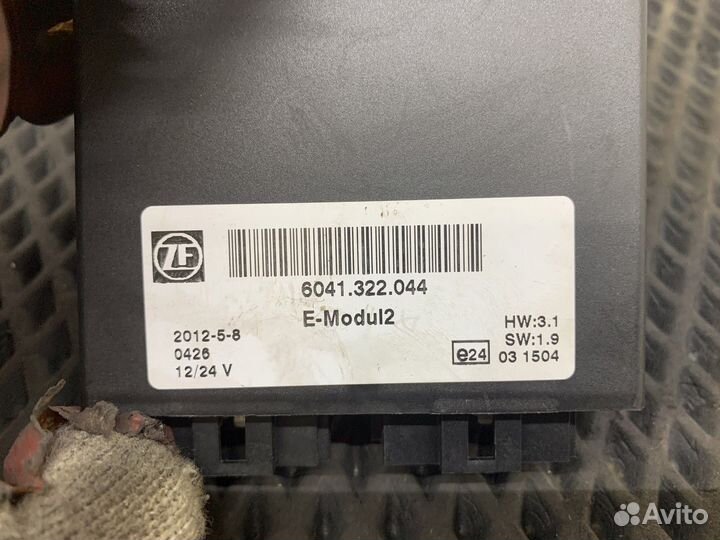 ZF
6041.322.044
E-Modul2
2012-5-8
0426
12/24 V
HW:3.1
SW:1.9
e24 03 1504
Avito